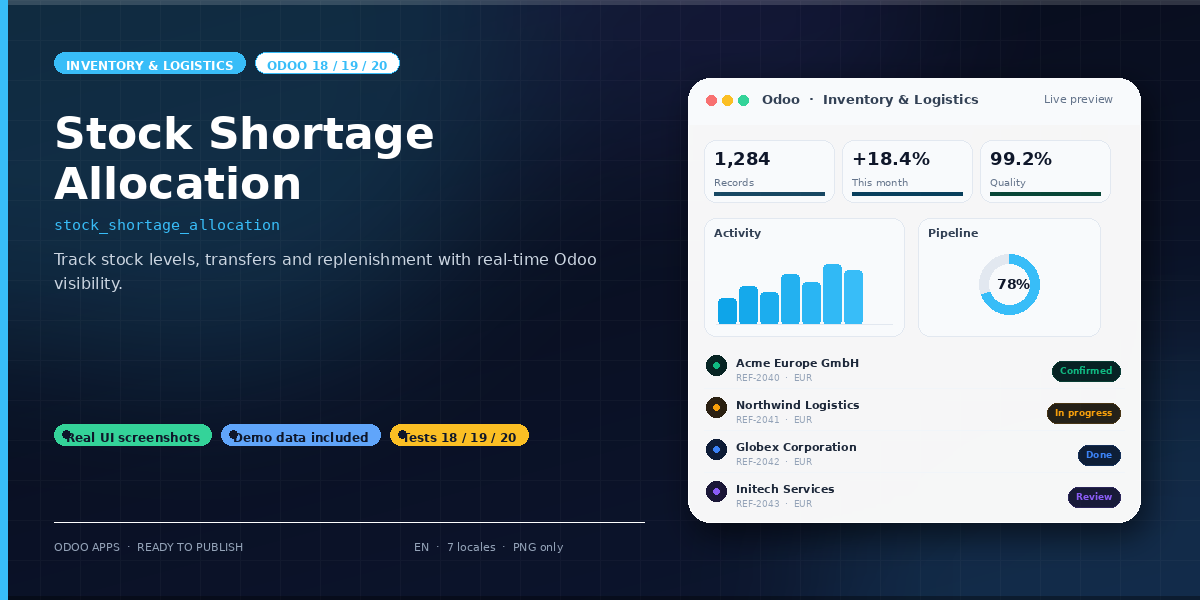 INVENTORY & LOGISTICS
ODOO 18 / 19 / 20
Stock Shortage
Allocation
stock_shortage_allocation
Track stock levels, transfers and replenishment with real-time Odoo
visibility.
Real UI screenshots
Demo data included
Tests 18 / 19 / 20
ODOO APPS · READY TO PUBLISH
EN · 7 locales · PNG only
Odoo · Inventory & Logistics
Live preview
1,284
Records
+18.4%
This month
99.2%
Quality
Activity
Pipeline
78%
Acme Europe GmbH
REF-2040 · EUR
Confirmed
Northwind Logistics
REF-2041 · EUR
In progress
Globex Corporation
REF-2042 · EUR
Done
Initech Services
REF-2043 · EUR
Review